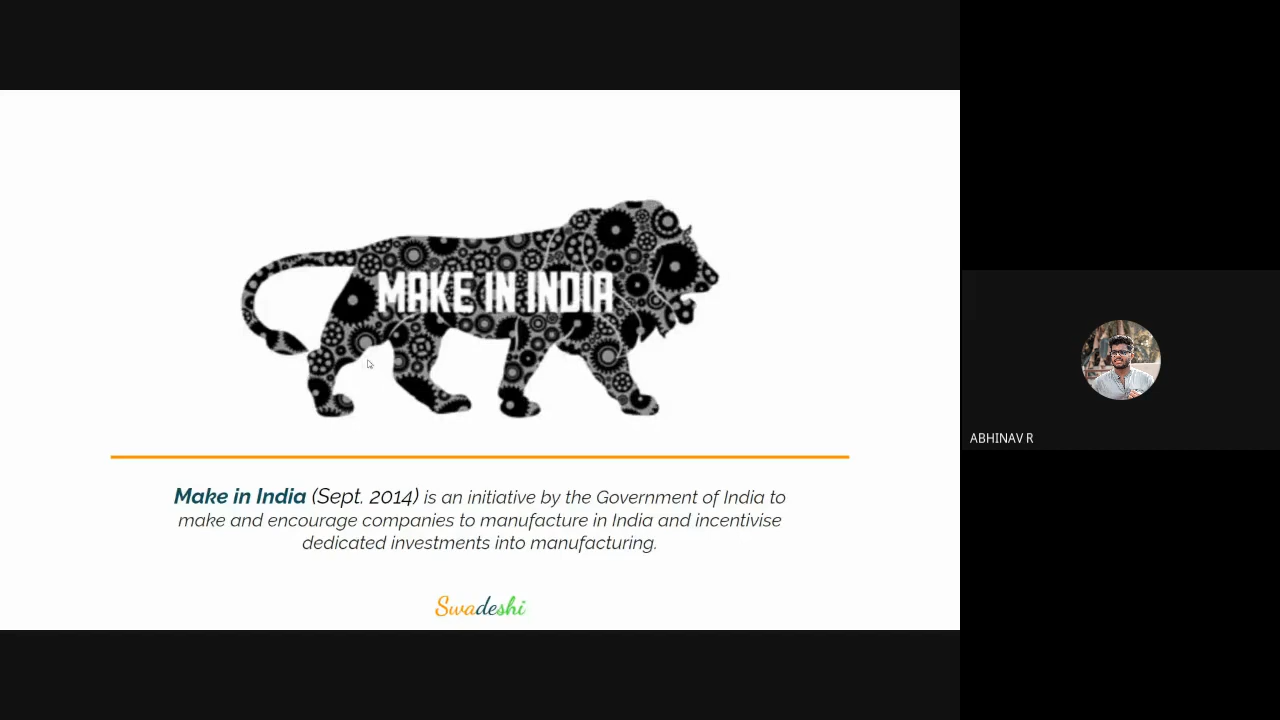 MAKE IN INDIA
Make in India (Sept. 2014) is an initiative by the Government of India to
make and encourage companies to manufacture in India and incentivise
dedicated investments into manufacturing.
Swadeshi
ABHINAV R